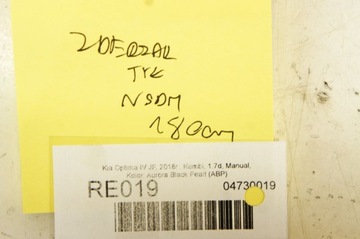 ZDERZAK
TYŁ
NSDM
180cm
Kia Optima IV JF, 2018r., Kombi, 1.7d, Manual,
Kolor: Aurora Black Pearl (ABP)
RE019 04730019